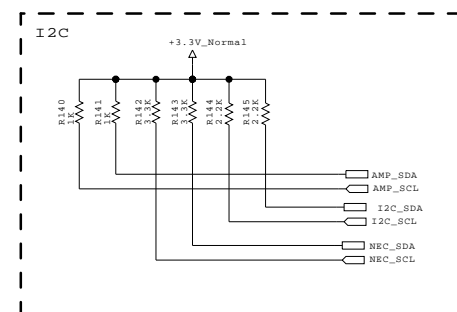 I2C
+3.3V_Normal
R140
1K
R141
1K
R142
3.3K
R143
3.3K
R144
2.2K
R145
2.2K
AMP_SDA
AMP_SCL
I2C_SDA
I2C_SCL
NEC_SDA
NEC_SCL